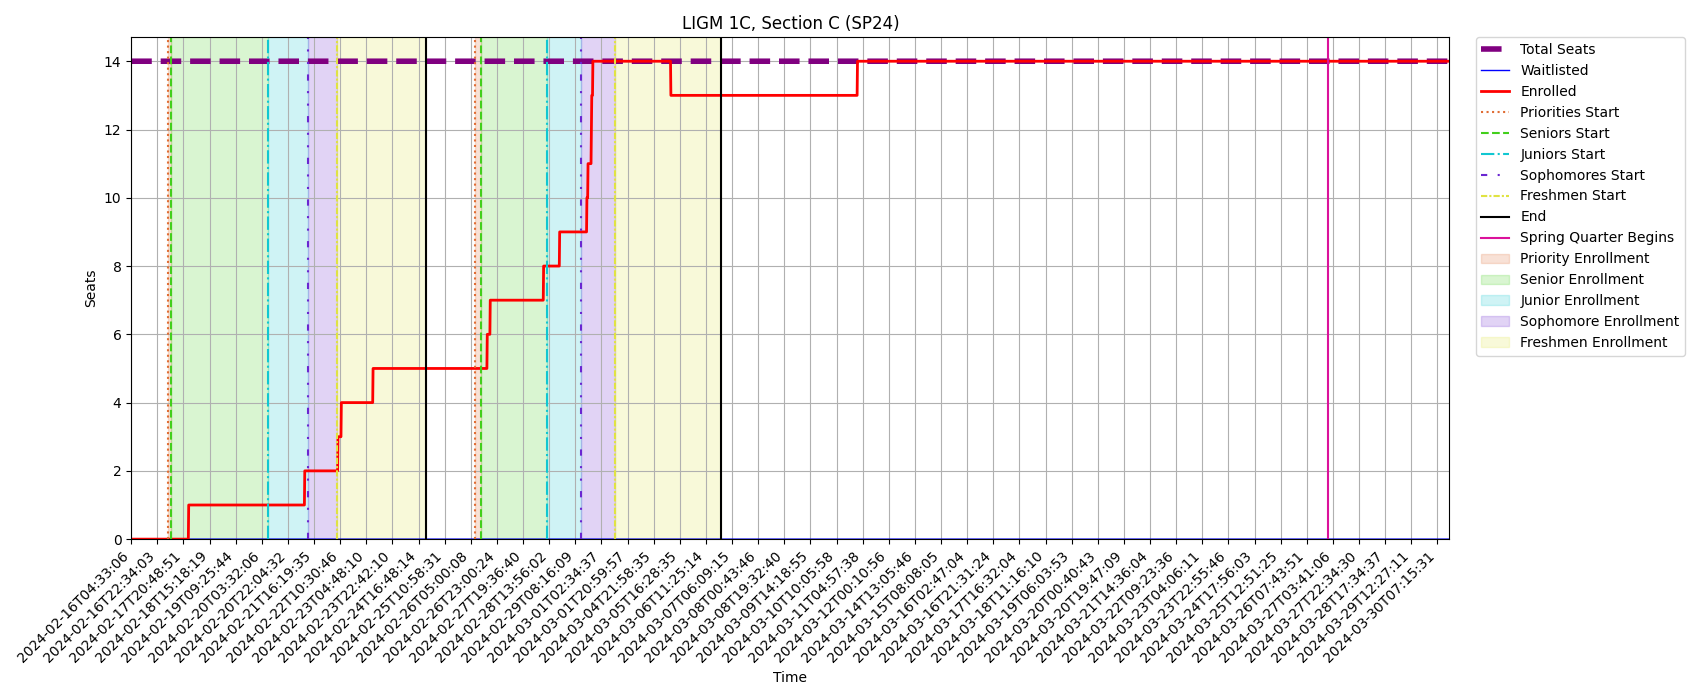 LIGM 1C, Section C (SP24)
Total Seats
Waitlisted
Enrolled
Priorities Start
Seniors Start
Juniors Start
Sophomores Start
Freshmen Start
End
Spring Quarter Begins
Priority Enrollment
Senior Enrollment
Junior Enrollment
Sophomore Enrollment
Freshmen Enrollment
Seats
14
12
10
8
6
4
2
0
2024-02-16T04:33:06
2024-02-16T22:34:03
2024-02-17T20:48:51
2024-02-18T15:18:19
2024-02-19T09:25:44
2024-02-20T03:32:06
2024-02-20T22:04:32
2024-02-21T16:19:35
2024-02-22T10:30:46
2024-02-23T04:48:10
2024-02-23T22:42:10
2024-02-24T16:48:14
2024-02-25T10:58:31
2024-02-26T05:00:08
2024-02-26T23:00:24
2024-02-27T19:36:40
2024-02-28T13:56:02
2024-02-29T08:16:09
2024-03-01T02:34:37
2024-03-01T20:59:57
2024-03-04T21:58:35
2024-03-05T16:28:35
2024-03-06T11:25:14
2024-03-07T06:09:15
2024-03-08T00:43:46
2024-03-08T19:32:40
2024-03-09T14:18:55
2024-03-10T10:05:58
2024-03-11T04:57:38
2024-03-12T00:10:56
2024-03-14T13:05:46
2024-03-15T08:08:05
2024-03-16T02:47:04
2024-03-16T21:31:24
2024-03-17T16:32:04
2024-03-18T11:16:10
2024-03-19T06:03:53
2024-03-20T00:40:43
2024-03-20T19:47:09
2024-03-21T14:36:04
2024-03-22T09:23:36
2024-03-23T04:06:11
2024-03-23T22:55:46
2024-03-24T17:56:03
2024-03-25T12:51:25
2024-03-26T07:43:51
2024-03-27T03:41:06
2024-03-27T22:34:30
2024-03-28T17:34:37
2024-03-29T12:27:11
2024-03-30T07:15:31
Time